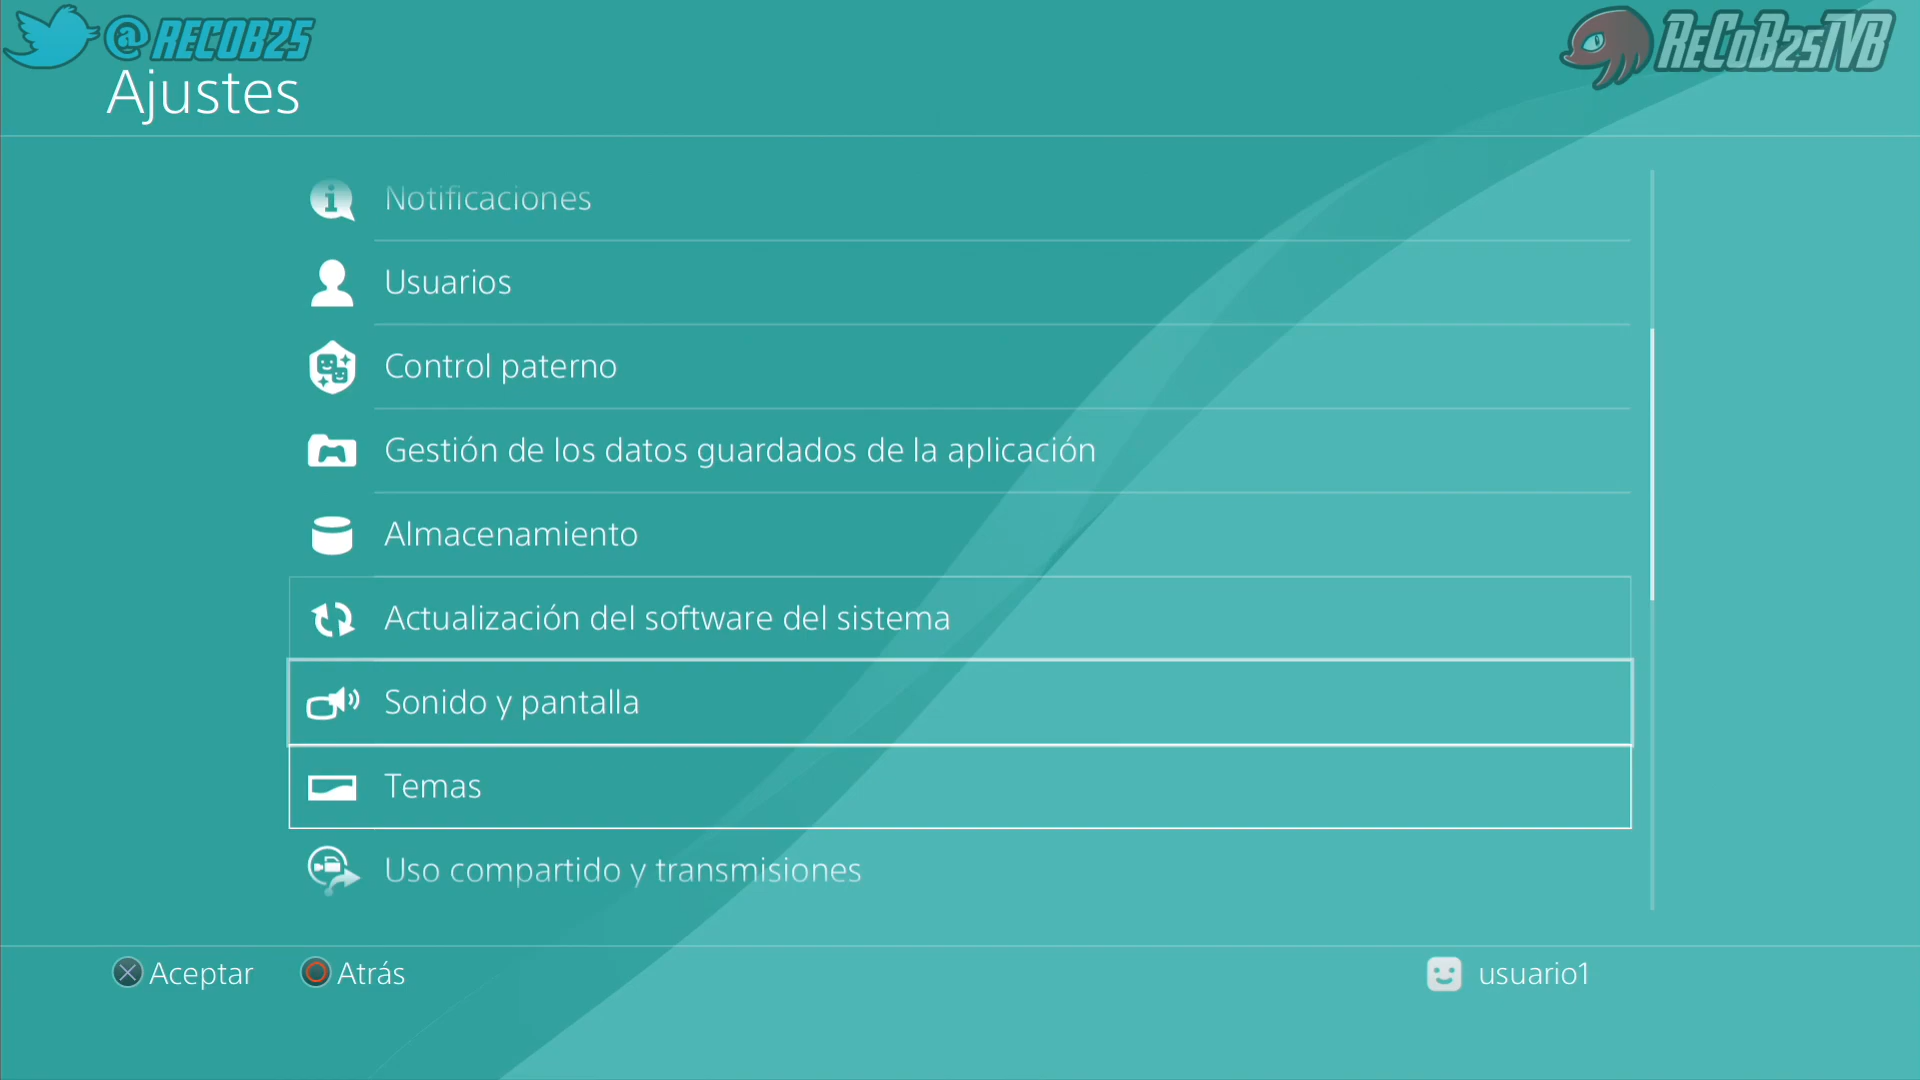 @RECOB25
ReCoB25TVB
Ajustes
Notificaciones
Usuarios
Control paterno
Gestión de los datos guardados de la aplicación
Almacenamiento
Actualización del software del sistema
Sonido y pantalla
Temas
Uso compartido y transmisiones
Aceptar
Atrás
usuario1